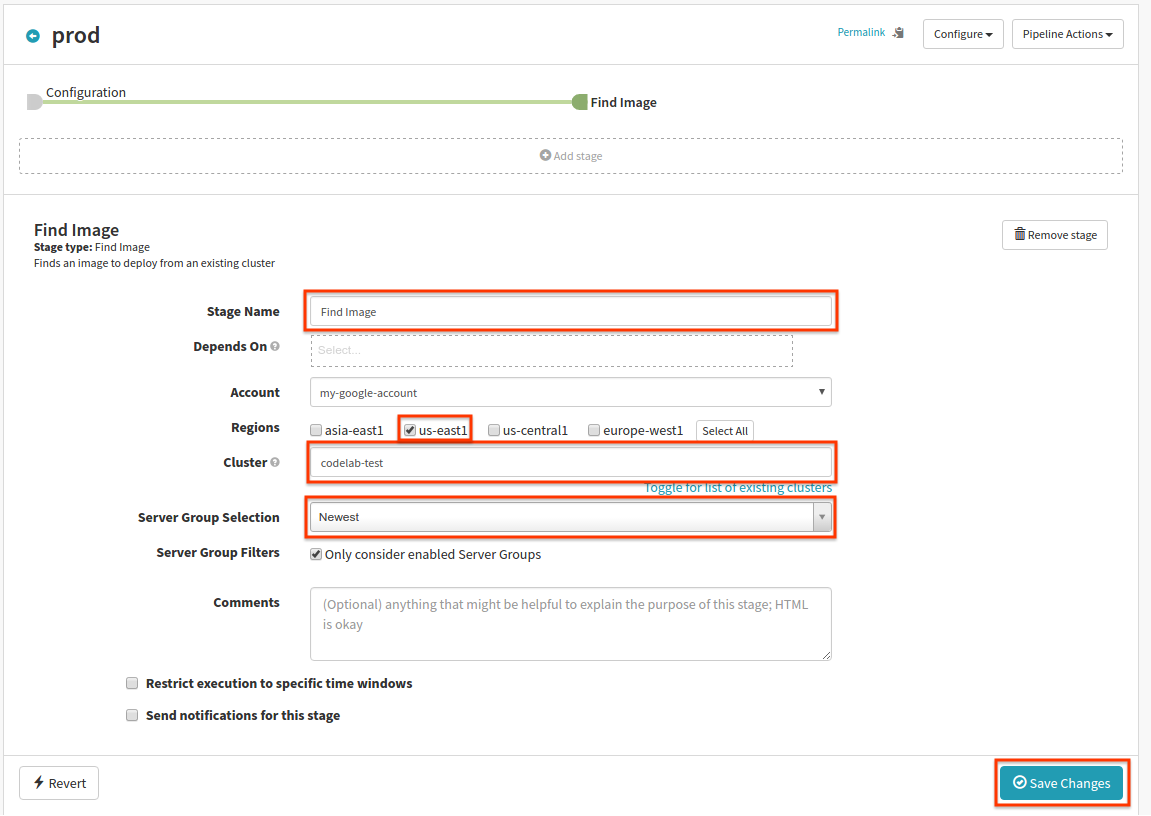 prod
Permalink
Configure
Pipeline Actions
Configuration
Find Image
Add stage
Find Image
Stage type: Find Image
Finds an image to deploy from an existing cluster
Remove stage
Stage Name
Find Image
Depends On
Select...
Account
my-google-account
Regions
asia-east1
us-east1
us-central1
europe-west1
Select All
Cluster
codelab-test
Toggle for list of existing clusters
Server Group Selection
Newest
Server Group Filters
Only consider enabled Server Groups
Comments
(Optional) anything that might be helpful to explain the purpose of this stage; HTML
is okay
Restrict execution to specific time windows
Send notifications for this stage
Revert
Save Changes